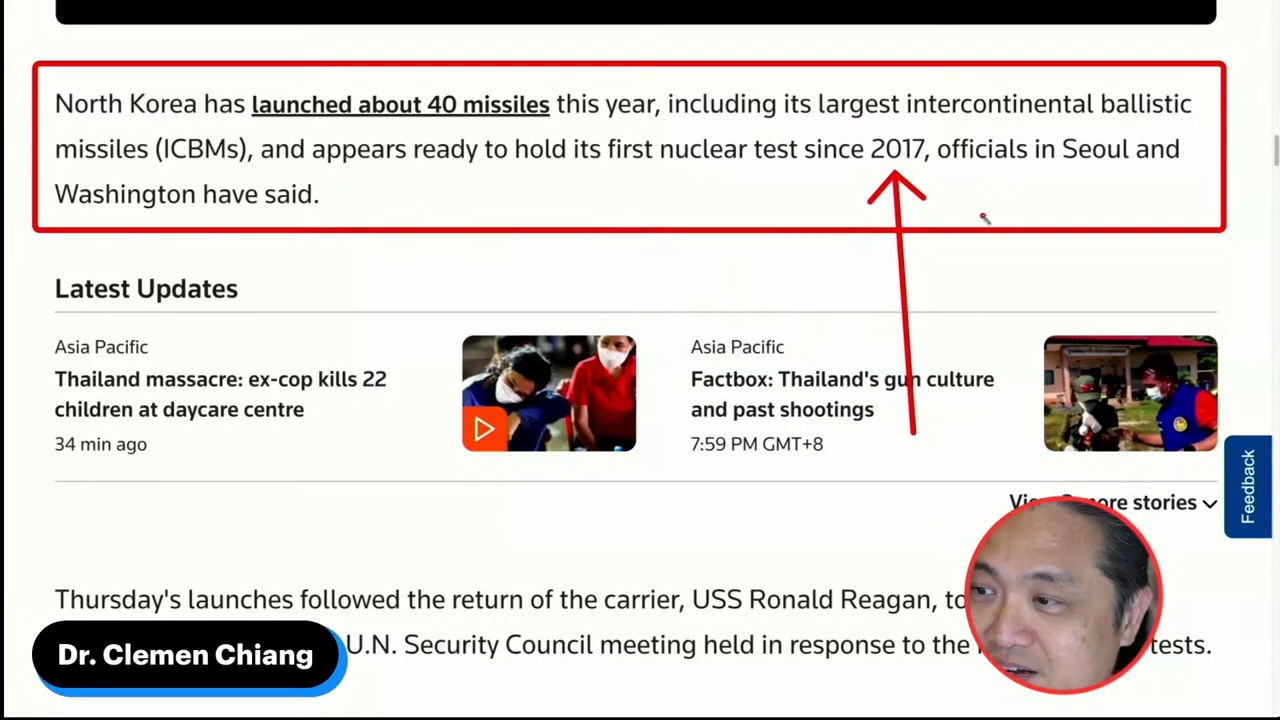 North Korea has launched about 40 missiles this year, including its largest intercontinental ballistic
missiles (ICBMs), and appears ready to hold its first nuclear test since 2017, officials in Seoul and
Washington have said.
Latest Updates
Asia Pacific
Thailand massacre: ex-cop kills 22
children at daycare centre
34 min ago
Asia Pacific
Factbox: Thailand's gun culture
and past shootings
7:59 PM GMT+8
more stories
Feedback
Thursday's launches followed the return of the carrier, USS Ronald Reagan, to
U.N. Security Council meeting held in response to the tests.
Dr. Clemen Chiang